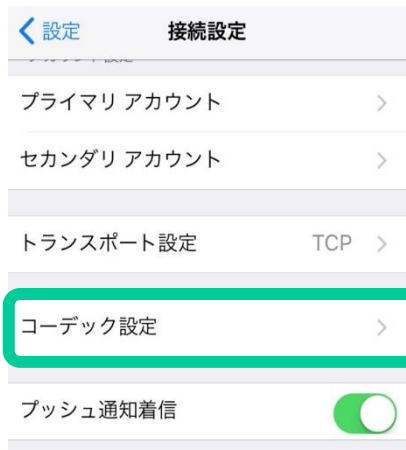 設定
接続設定
プライマリ アカウント
セカンダリ アカウント
トランスポート設定 TCP
コーデック設定
プッシュ通知着信